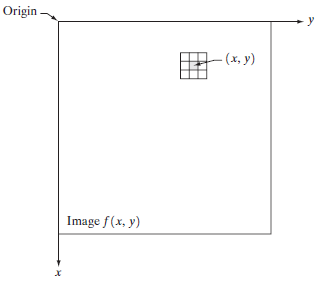 Origin
y
(x, y)
Image f(x, y)
x